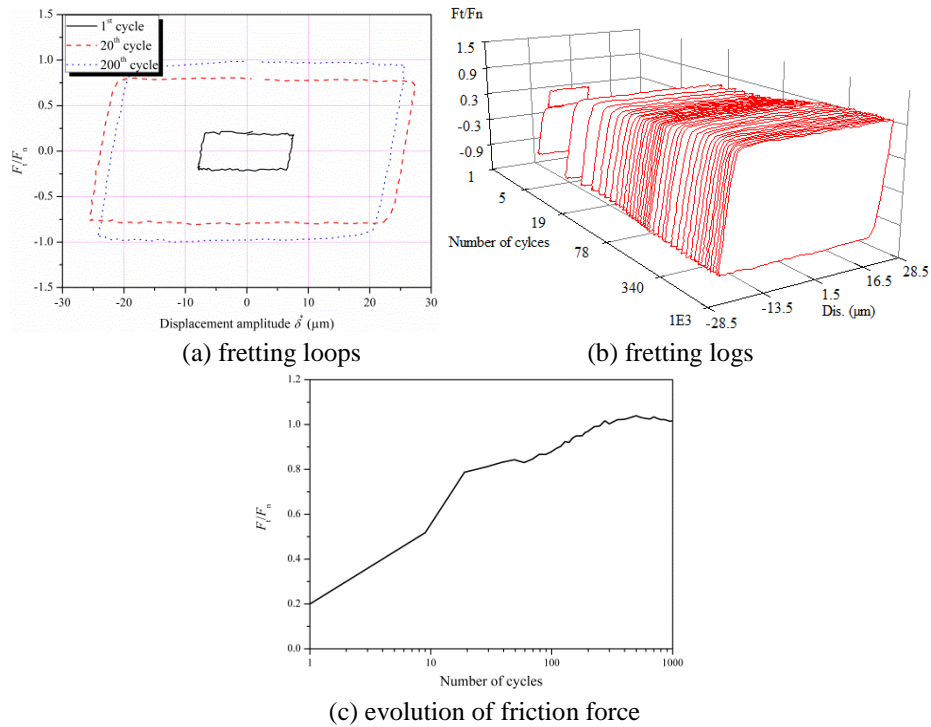 1st cycle
20th cycle
200th cycle
1.5
1.0
0.5
0.0
-0.5
-1.0
-1.5
Ft/Fn
-30
-20
-10
0
10
20
30
Displacement amplitude δ* (μm)
(a) fretting loops
Ft/Fn
1.5
0.9
0.3
-0.3
-0.9
1
5
19
78
340
1E3
Number of cylces
-28.5
-13.5
1.5
16.5
28.5
Dis. (μm)
(b) fretting logs
1.2
1.0
0.8
0.6
0.4
0.2
0.0
Ft/Fn
1
10
100
1000
Number of cycles
(c) evolution of friction force